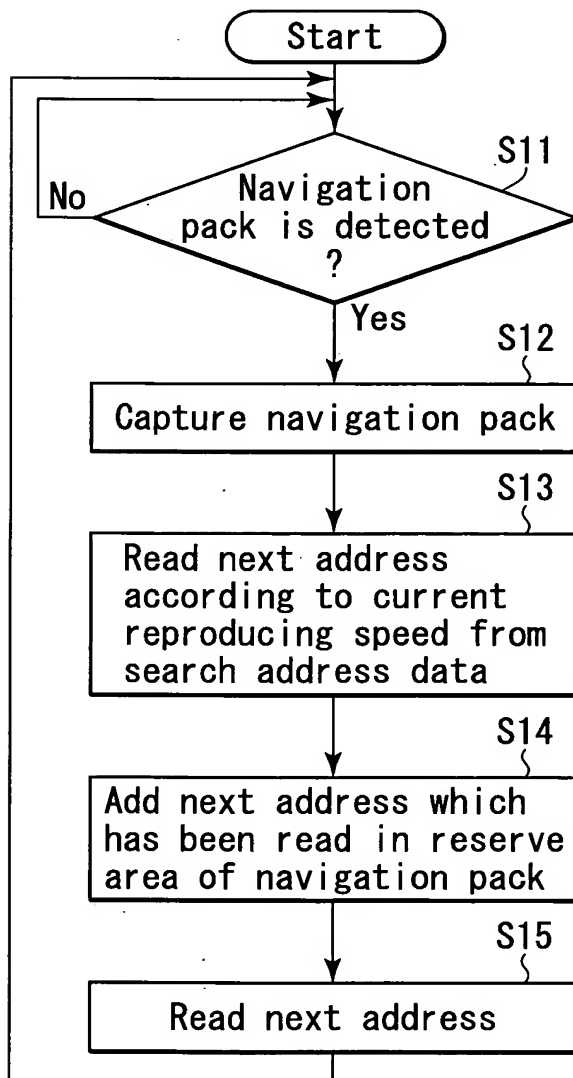 Start
S11
No
Navigation
pack is detected
?
Yes
S12
Capture navigation pack
S13
Read next address
according to current
reproducing speed from
search address data
S14
Add next address which
has been read in reserve
area of navigation pack
S15
Read next address